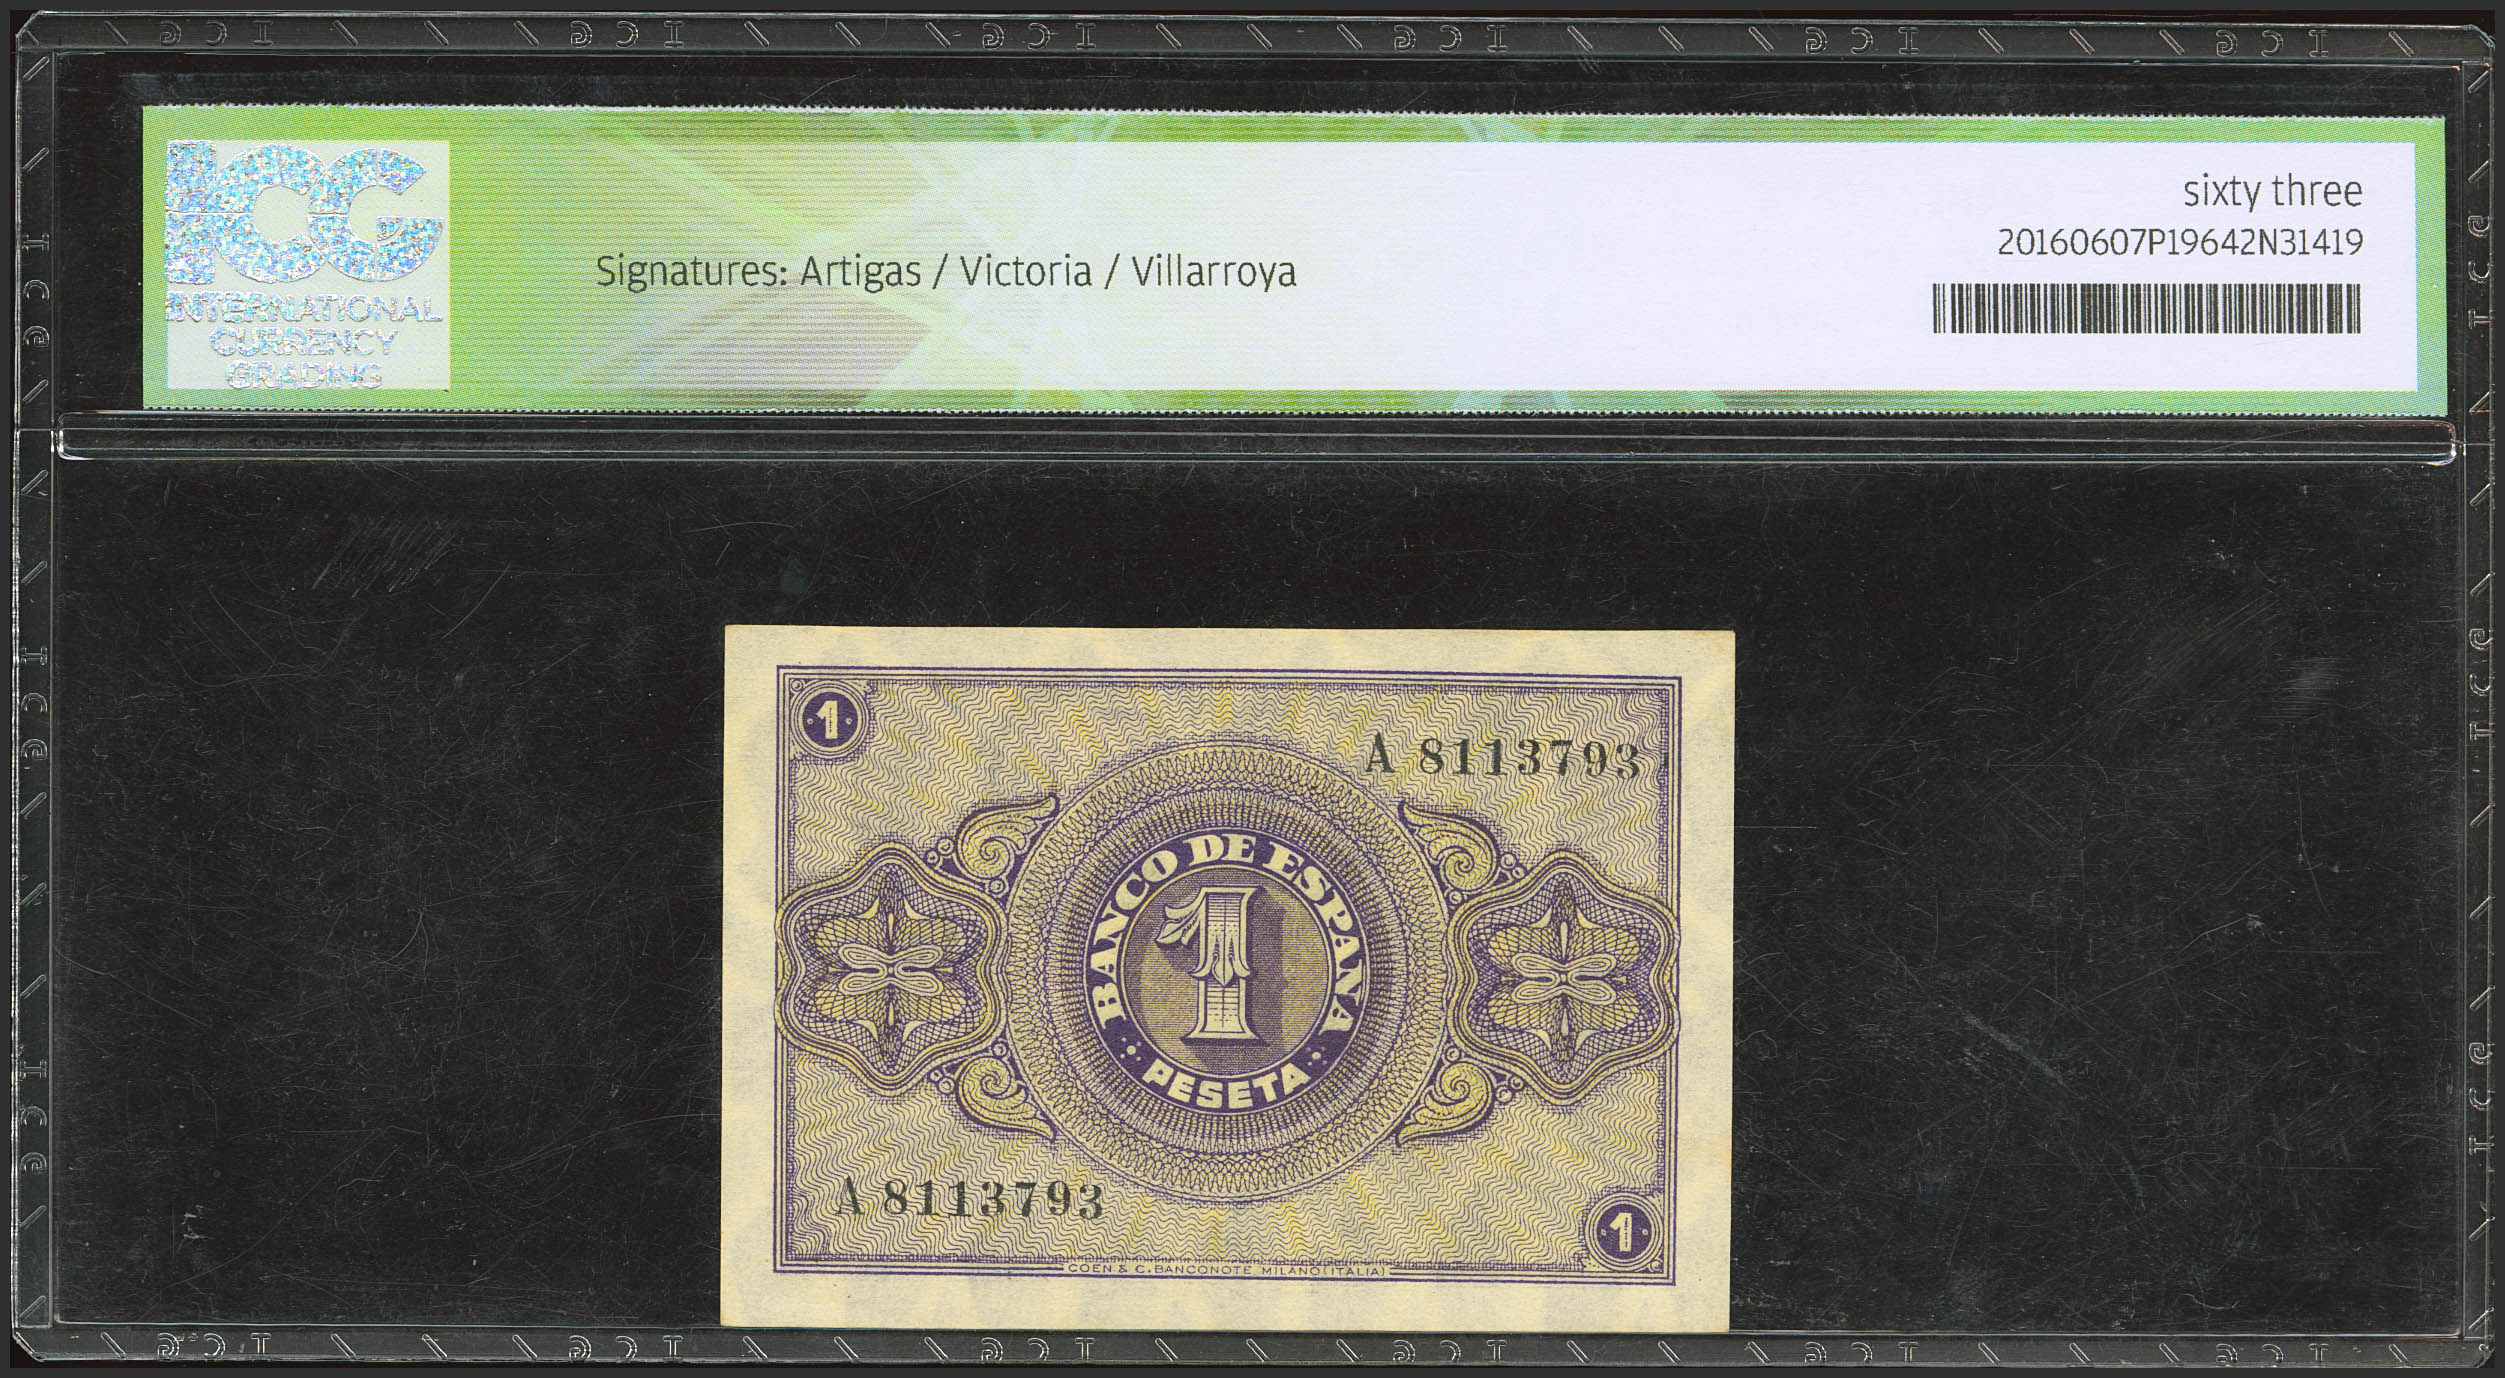 ICG
INTERNATIONAL
CURRENCY
GRADING
Signatures: Artigas / Victoria / Villarroya
sixty three
20160607P19642N31419
1
A 8113793
BANCO DE ESPAÑA
1
PESETA
A 8113793
1
COEN & C. BANCONOTE MILANO (ITALIA)